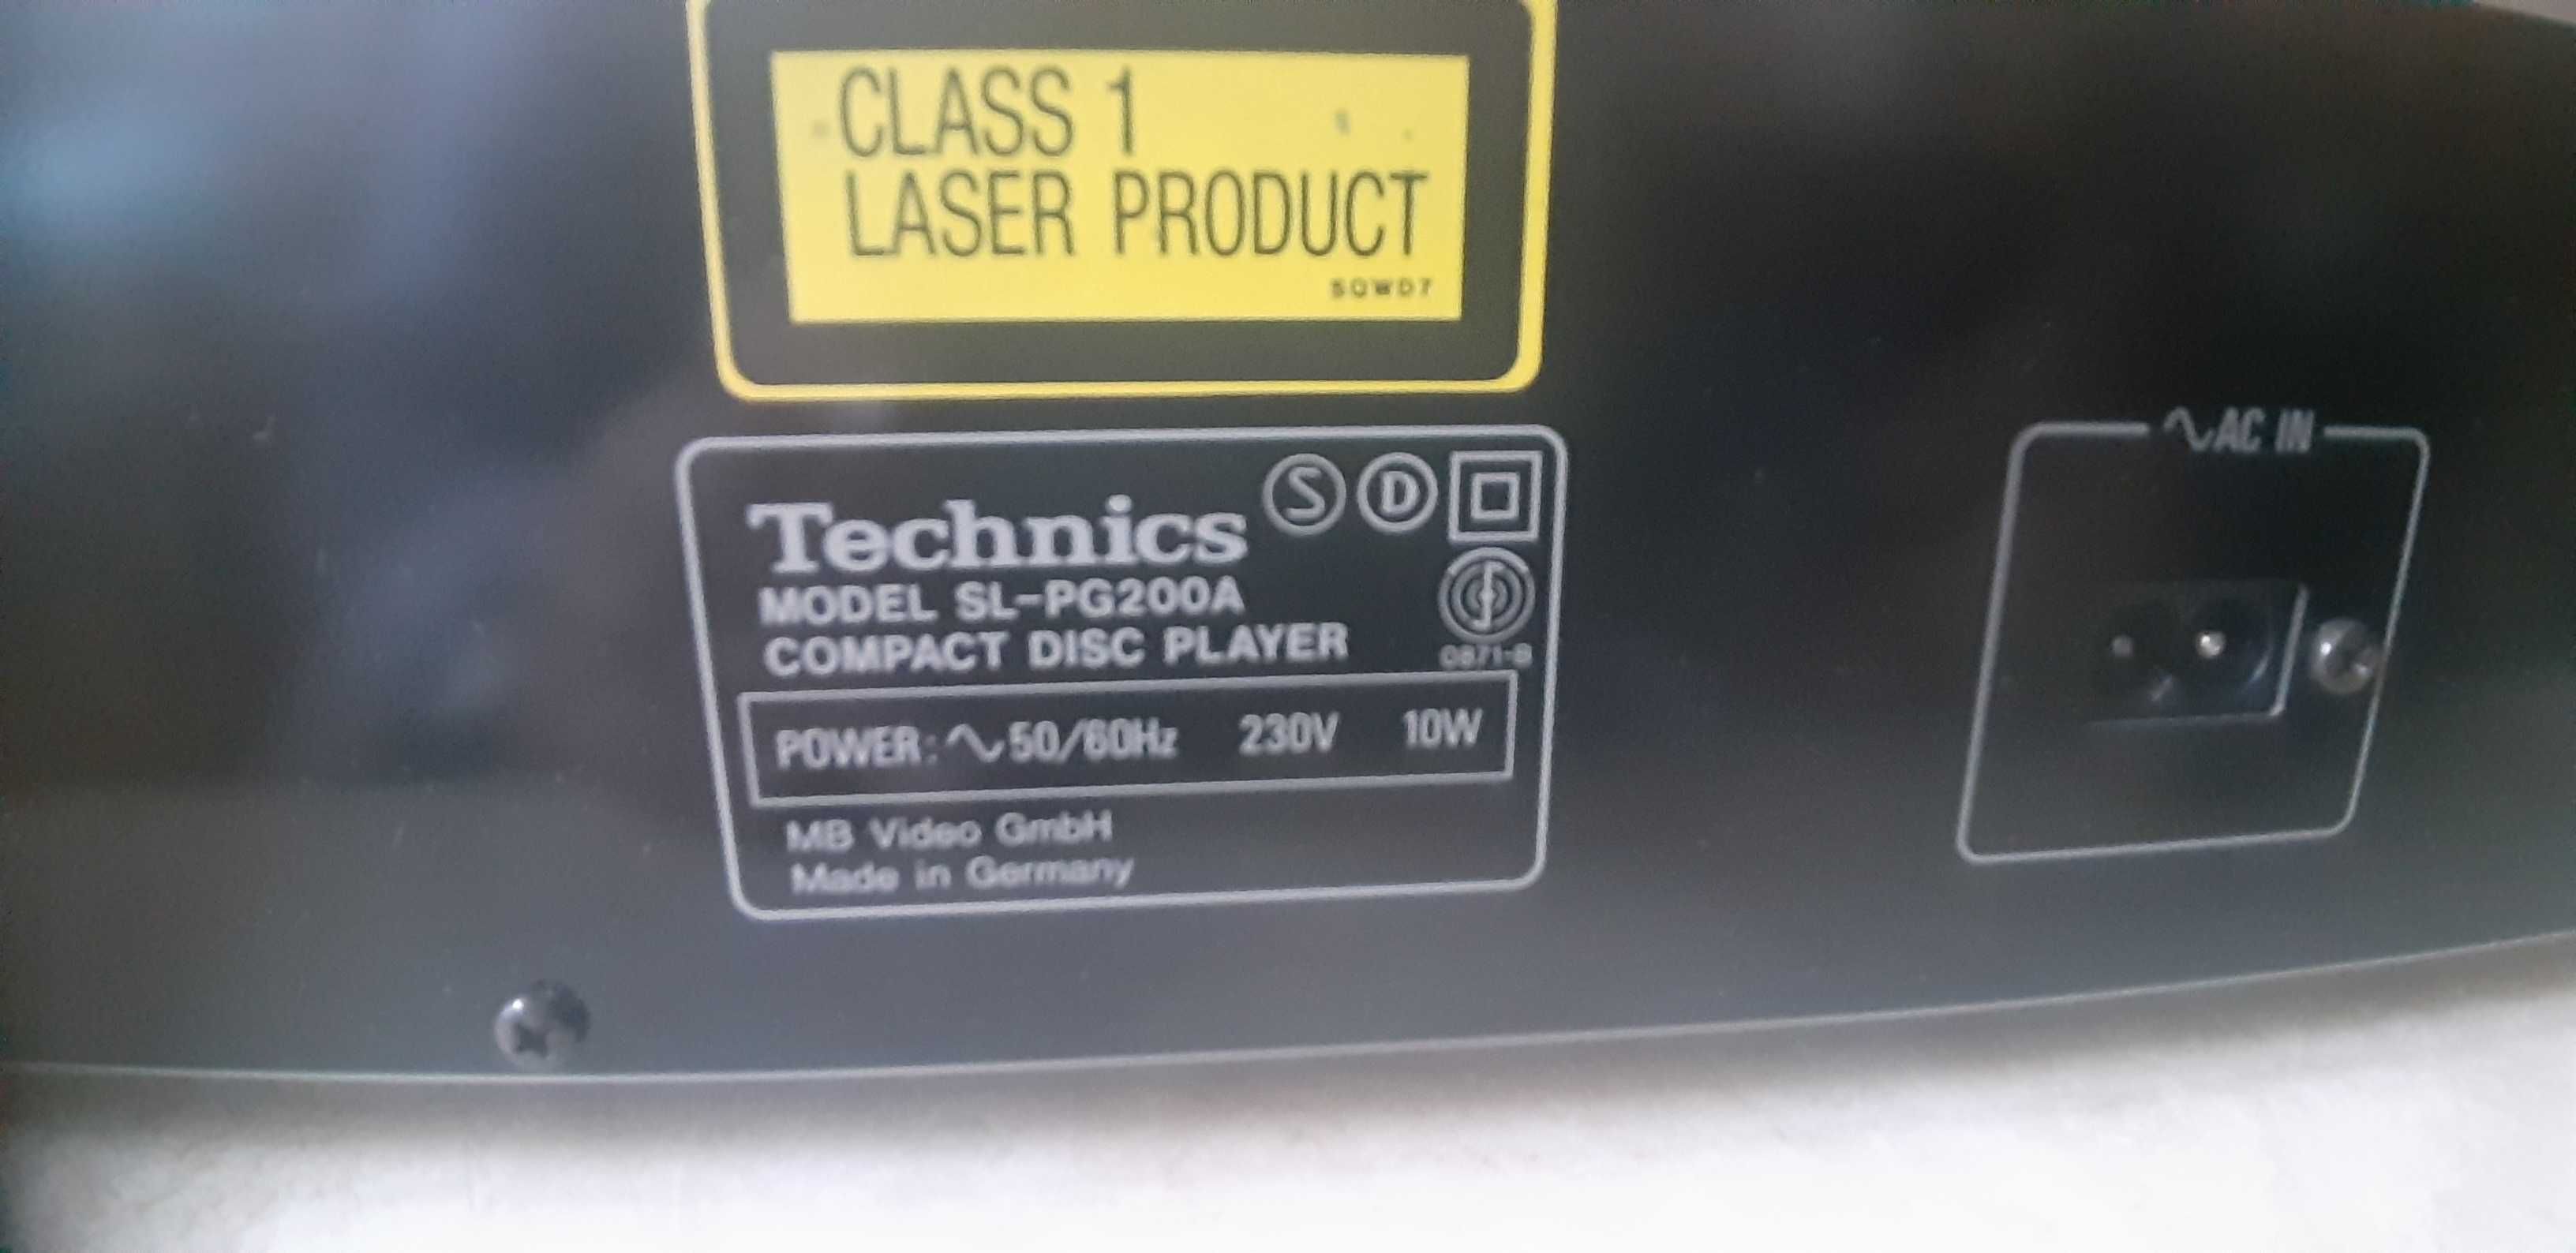 CLASS 1
LASER PRODUCT
SQWD7
Technics S D
MODEL SL-PG200A
COMPACT DISC PLAYER
0871-B
POWER: ∿50/60Hz 230V 10W
MB Video GmbH
Made in Germany
∿AC IN